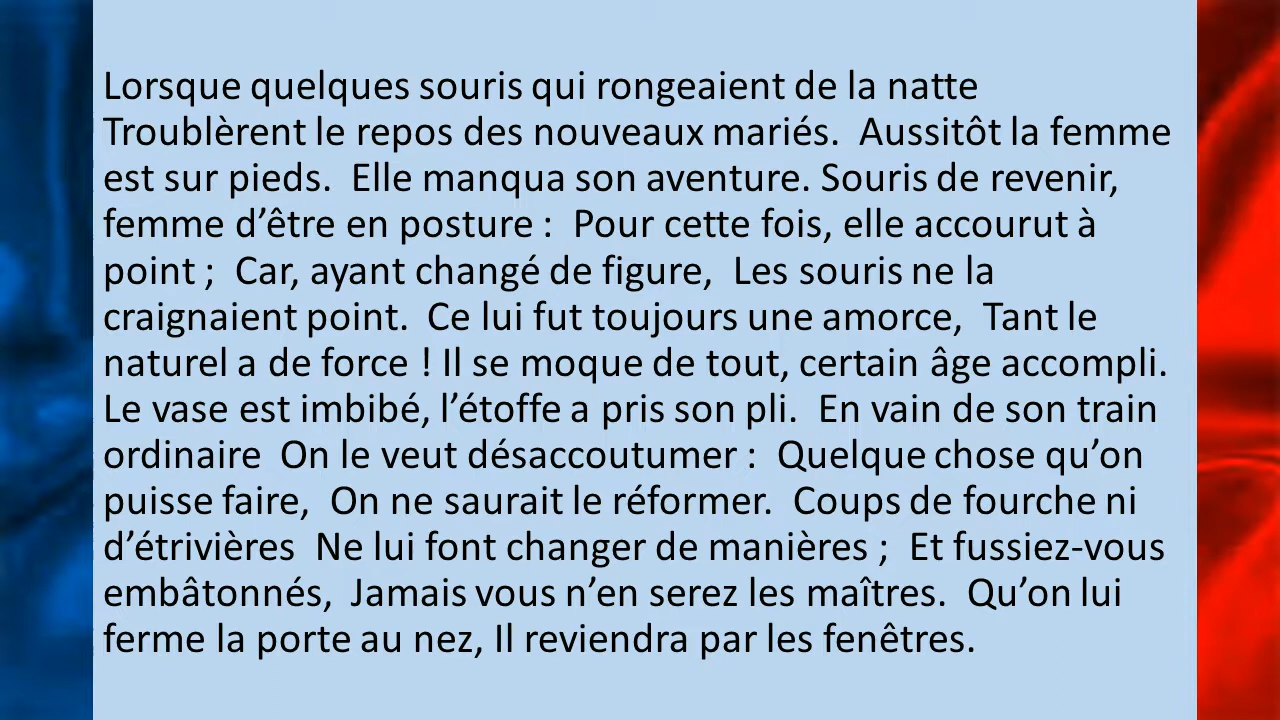 Lorsque quelques souris qui rongeaient de la natte
Troublèrent le repos des nouveaux mariés.  Aussitôt la femme
est sur pieds.  Elle manqua son aventure. Souris de revenir,
femme d’être en posture :  Pour cette fois, elle accourut à
point ;  Car, ayant changé de figure,  Les souris ne la
craignaient point.  Ce lui fut toujours une amorce,  Tant le
naturel a de force ! Il se moque de tout, certain âge accompli.
Le vase est imbibé, l’étoffe a pris son pli.  En vain de son train
ordinaire  On le veut désaccoutumer :  Quelque chose qu’on
puisse faire,  On ne saurait le réformer.  Coups de fourche ni
d’étrivières  Ne lui font changer de manières ;  Et fussiez-vous
embâtonnés,  Jamais vous n’en serez les maîtres.  Qu’on lui
ferme la porte au nez, Il reviendra par les fenêtres.